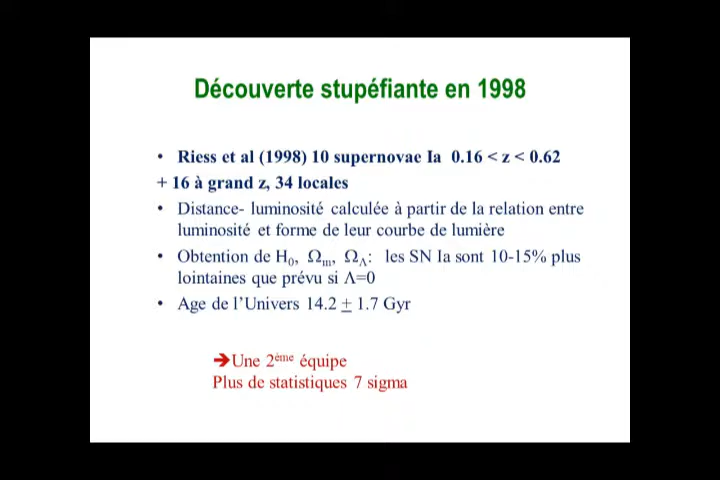 Découverte stupéfiante en 1998
• Riess et al (1998) 10 supernovae Ia 0.16 < z < 0.62
+ 16 à grand z, 34 locales
• Distance- luminosité calculée à partir de la relation entre
luminosité et forme de leur courbe de lumière
• Obtention de H₀, Ωₘ, Ω_Λ: les SN Ia sont 10-15% plus
lointaines que prévu si Λ=0
• Age de l'Univers 14.2 ± 1.7 Gyr
➔Une 2ème équipe
Plus de statistiques 7 sigma